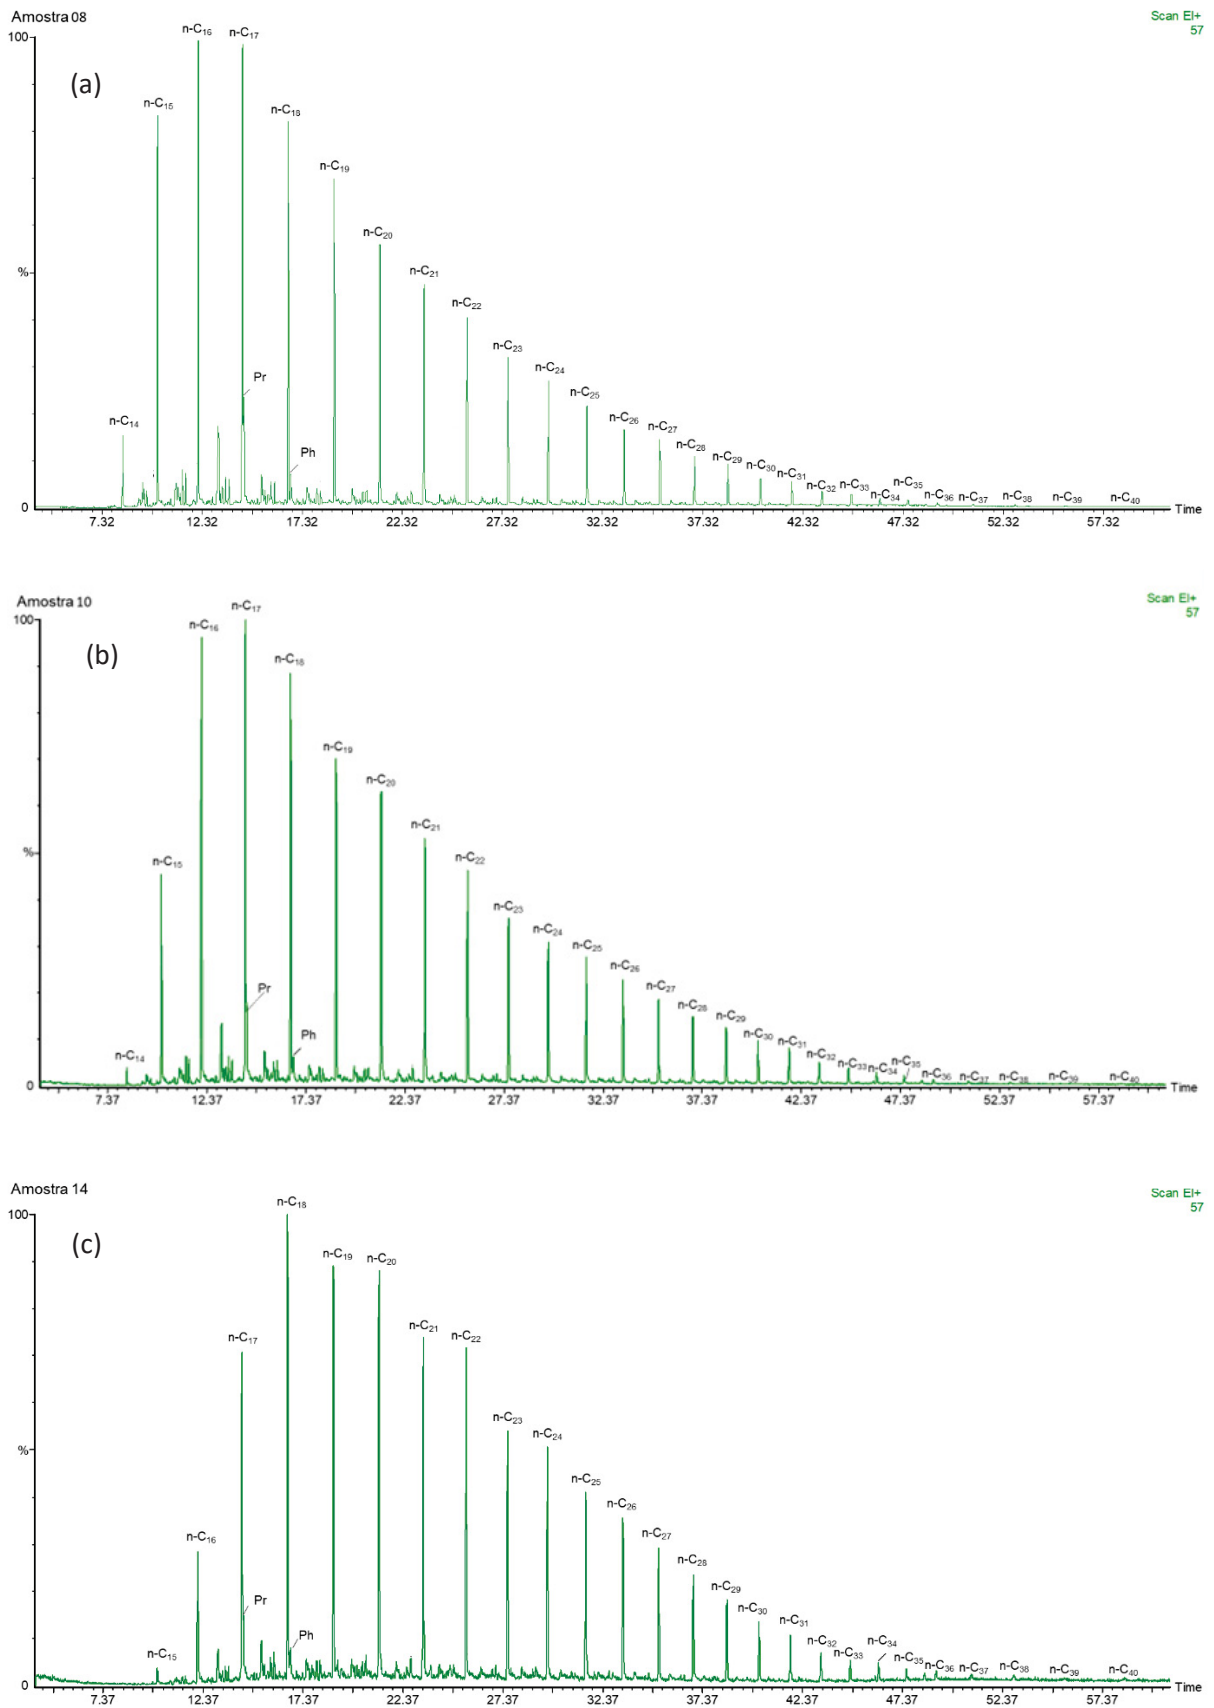 Amostra 08
Scan EI+
57
100
(a)
n-C₁₄
n-C₁₅
n-C₁₆
n-C₁₇
Pr
n-C₁₈
Ph
n-C₁₉
n-C₂₀
n-C₂₁
n-C₂₂
n-C₂₃
n-C₂₄
n-C₂₅
n-C₂₆
n-C₂₇
n-C₂₈
n-C₂₉
n-C₃₀
n-C₃₁
n-C₃₂
n-C₃₃
n-C₃₄
n-C₃₅
n-C₃₆
n-C₃₇
n-C₃₈
n-C₃₉
n-C₄₀
%
0
7.32 12.32 17.32 22.32 27.32 32.32 37.32 42.32 47.32 52.32 57.32 Time
Amostra 10
Scan EI+
57
100
(b)
n-C₁₄
n-C₁₅
n-C₁₆
n-C₁₇
Pr
n-C₁₈
Ph
n-C₁₉
n-C₂₀
n-C₂₁
n-C₂₂
n-C₂₃
n-C₂₄
n-C₂₅
n-C₂₆
n-C₂₇
n-C₂₈
n-C₂₉
n-C₃₀
n-C₃₁
n-C₃₂
n-C₃₃
n-C₃₄
n-C₃₅
n-C₃₆
n-C₃₇
n-C₃₈
n-C₃₉
n-C₄₀
%
0
7.37 12.37 17.37 22.37 27.37 32.37 37.37 42.37 47.37 52.37 57.37 Time
Amostra 14
Scan EI+
57
100
(c)
n-C₁₅
n-C₁₆
n-C₁₇
Pr
n-C₁₈
Ph
n-C₁₉
n-C₂₀
n-C₂₁
n-C₂₂
n-C₂₃
n-C₂₄
n-C₂₅
n-C₂₆
n-C₂₇
n-C₂₈
n-C₂₉
n-C₃₀
n-C₃₁
n-C₃₂
n-C₃₃
n-C₃₄
n-C₃₅
n-C₃₆
n-C₃₇
n-C₃₈
n-C₃₉
n-C₄₀
%
0
7.37 12.37 17.37 22.37 27.37 32.37 37.37 42.37 47.37 52.37 57.37 Time